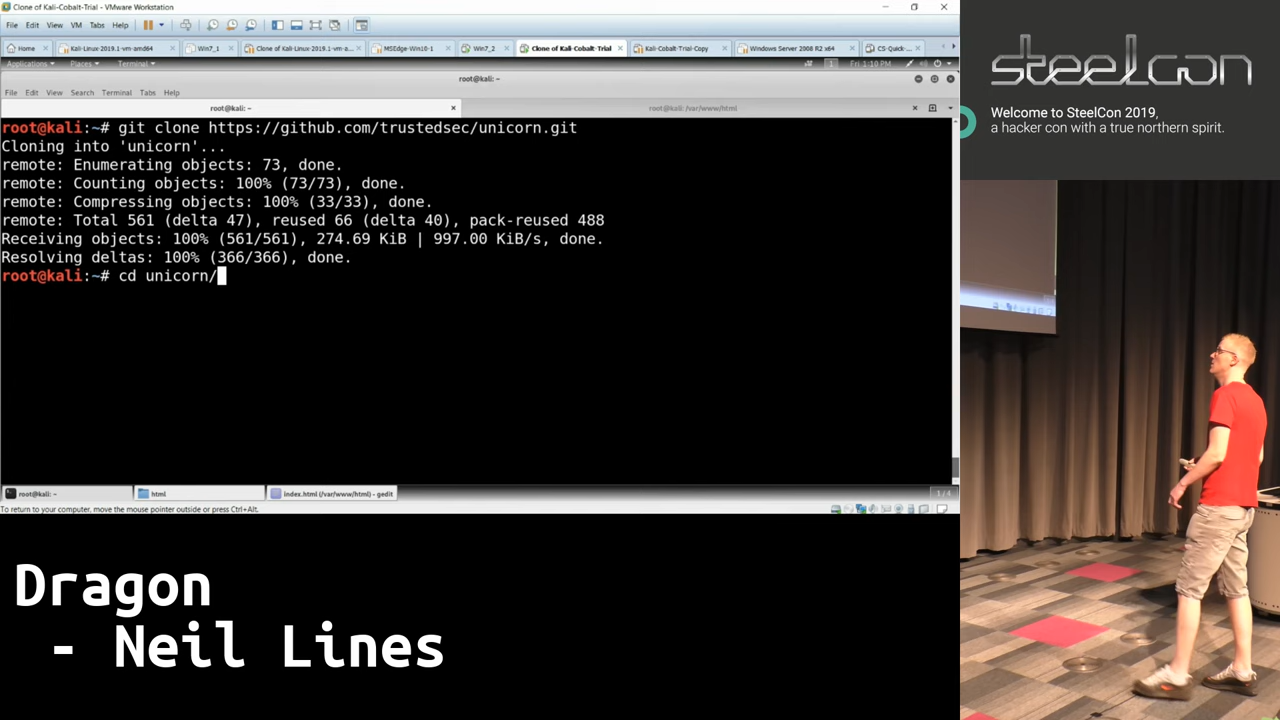 Clone of Kali-Cobalt-Trial - VMware Workstation
File Edit View VM Tabs Help
Home Kali-Linux-2019.1-vm-amd64 Win7_1 Clone of Kali-Linux-2019.1-vm-a... MSEdge-Win10-1 Win7_2 Clone of Kali-Cobalt-Trial Kali-Cobalt-Trial-Copy Windows Server 2008 R2 x64 CS-Quick-...
Applications Places Terminal 1 Fri 1:10 PM
root@kali: ~
File Edit View Search Terminal Tabs Help
root@kali: ~ root@kali: /var/www/html
root@kali:~# git clone https://github.com/trustedsec/unicorn.git
Cloning into 'unicorn'...
remote: Enumerating objects: 73, done.
remote: Counting objects: 100% (73/73), done.
remote: Compressing objects: 100% (33/33), done.
remote: Total 561 (delta 47), reused 66 (delta 40), pack-reused 488
Receiving objects: 100% (561/561), 274.69 KiB | 997.00 KiB/s, done.
Resolving deltas: 100% (366/366), done.
root@kali:~# cd unicorn/
root@kali: ~ html index.html (/var/www/html) - gedit 1 / 4
To return to your computer, move the mouse pointer outside or press Ctrl+Alt.
steelcon
Welcome to SteelCon 2019,
a hacker con with a true northern spirit.
Dragon
- Neil Lines